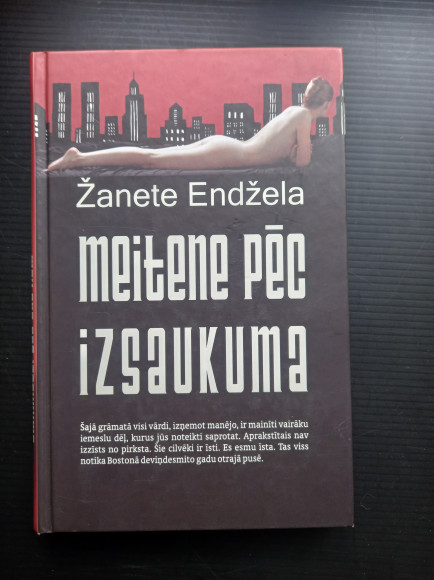 Žanete Endžela
meitene pēc
izsaukuma
Šajā grāmatā visi vārdi, izņemot manējo, ir mainīti vairāku
iemeslu dēļ, kurus jūs noteikti saprotat. Aprakstītais nav
izzīsts no pirksta. Šie cilvēki ir īsti. Es esmu īsta. Tas viss
notika Bostonā deviņdesmito gadu otrajā pusē.